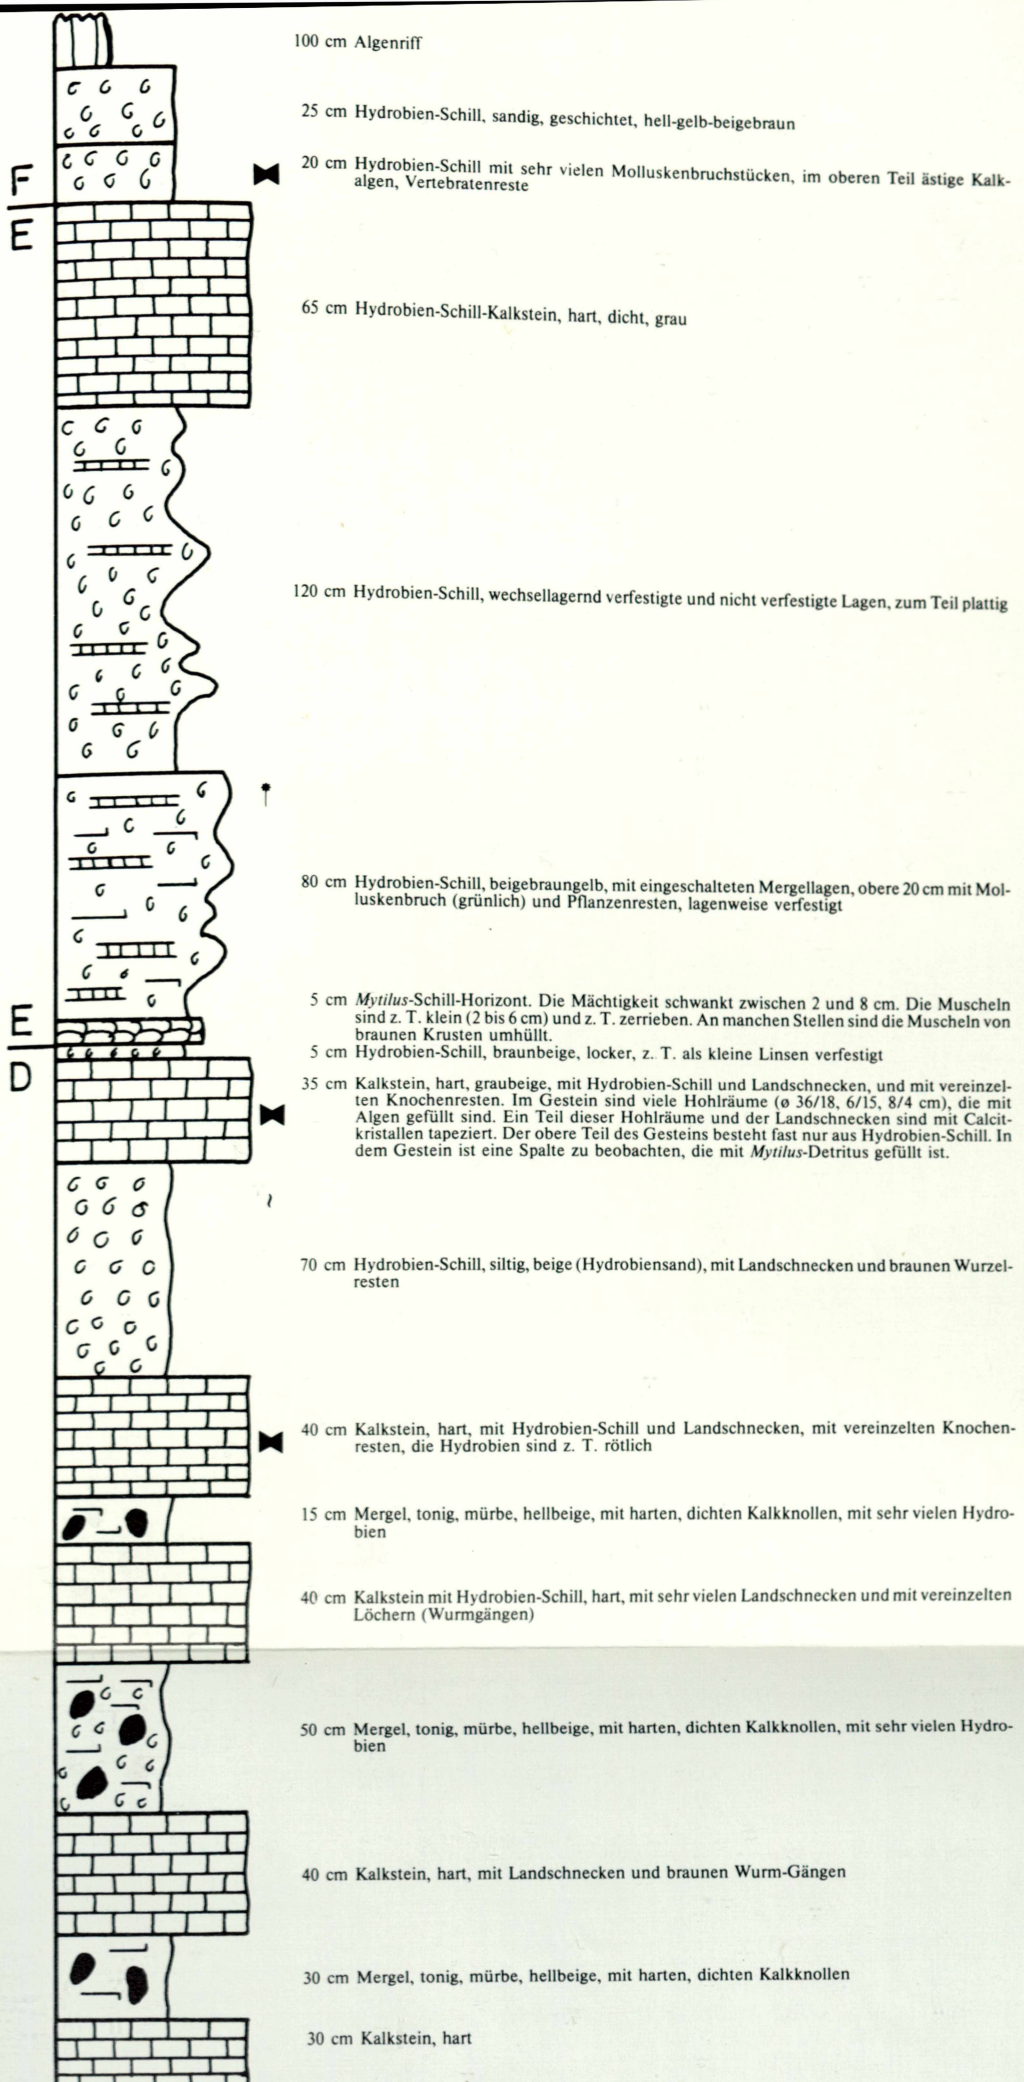 100 cm Algenriff
25 cm Hydrobien-Schill, sandig, geschichtet, hell-gelb-beigebraun
F
20 cm Hydrobien-Schill mit sehr vielen Molluskenbruchstücken, im oberen Teil ästige Kalk-
algen, Vertebratenreste
E
65 cm Hydrobien-Schill-Kalkstein, hart, dicht, grau
120 cm Hydrobien-Schill, wechsellagernd verfestigte und nicht verfestigte Lagen, zum Teil plattig
80 cm Hydrobien-Schill, beigebraungelb, mit eingeschalteten Mergellagen, obere 20 cm mit Mol-
luskenbruch (grünlich) und Pflanzenresten, lagenweise verfestigt
E
5 cm Mytilus-Schill-Horizont. Die Mächtigkeit schwankt zwischen 2 und 8 cm. Die Muscheln
sind z. T. klein (2 bis 6 cm) und z. T. zerrieben. An manchen Stellen sind die Muscheln von
braunen Krusten umhüllt.
5 cm Hydrobien-Schill, braunbeige, locker, z. T. als kleine Linsen verfestigt
D
35 cm Kalkstein, hart, graubeige, mit Hydrobien-Schill und Landschnecken, und mit vereinzel-
ten Knochenresten. Im Gestein sind viele Hohlräume (ø 36/18, 6/15, 8/4 cm), die mit
Algen gefüllt sind. Ein Teil dieser Hohlräume und der Landschnecken sind mit Calcit-
kristallen tapeziert. Der obere Teil des Gesteins besteht fast nur aus Hydrobien-Schill. In
dem Gestein ist eine Spalte zu beobachten, die mit Mytilus-Detritus gefüllt ist.
70 cm Hydrobien-Schill, siltig, beige (Hydrobiensand), mit Landschnecken und braunen Wurzel-
resten
40 cm Kalkstein, hart, mit Hydrobien-Schill und Landschnecken, mit vereinzelten Knochen-
resten, die Hydrobien sind z. T. rötlich
15 cm Mergel, tonig, mürbe, hellbeige, mit harten, dichten Kalkknollen, mit sehr vielen Hydro-
bien
40 cm Kalkstein mit Hydrobien-Schill, hart, mit sehr vielen Landschnecken und mit vereinzelten
Löchern (Wurmgängen)
50 cm Mergel, tonig, mürbe, hellbeige, mit harten, dichten Kalkknollen, mit sehr vielen Hydro-
bien
40 cm Kalkstein, hart, mit Landschnecken und braunen Wurm-Gängen
30 cm Mergel, tonig, mürbe, hellbeige, mit harten, dichten Kalkknollen
30 cm Kalkstein, hart